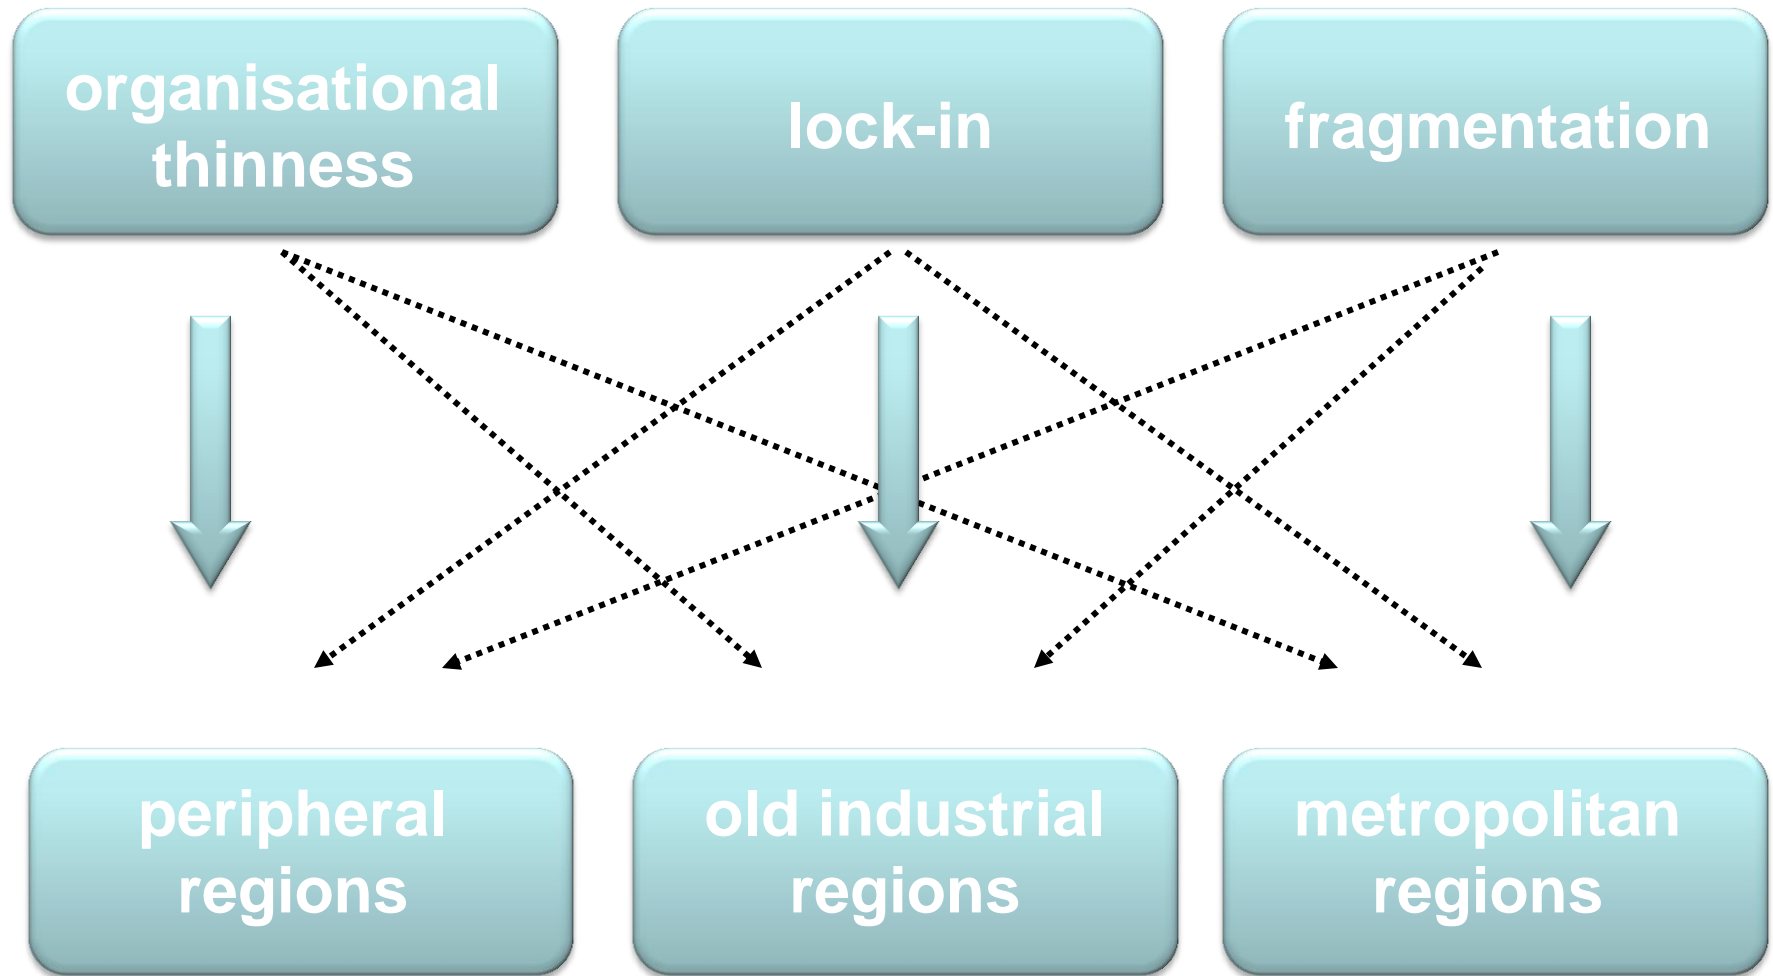 organisational
thinness
lock-in
fragmentation
peripheral
regions
old industrial
regions
metropolitan
regions